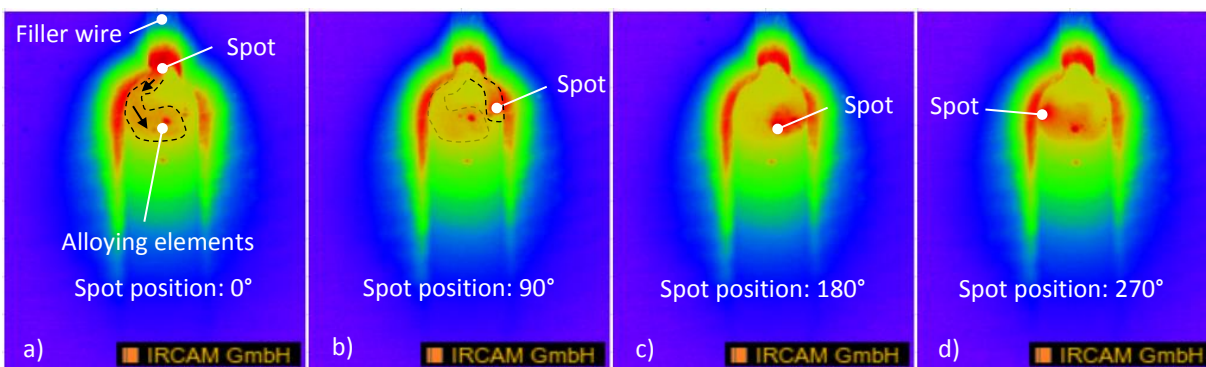 Filler wire
Spot
Alloying elements
Spot position: 0°
a)
IRCAM GmbH
Spot
Spot position: 90°
b)
IRCAM GmbH
Spot
Spot position: 180°
c)
IRCAM GmbH
Spot
Spot position: 270°
d)
IRCAM GmbH